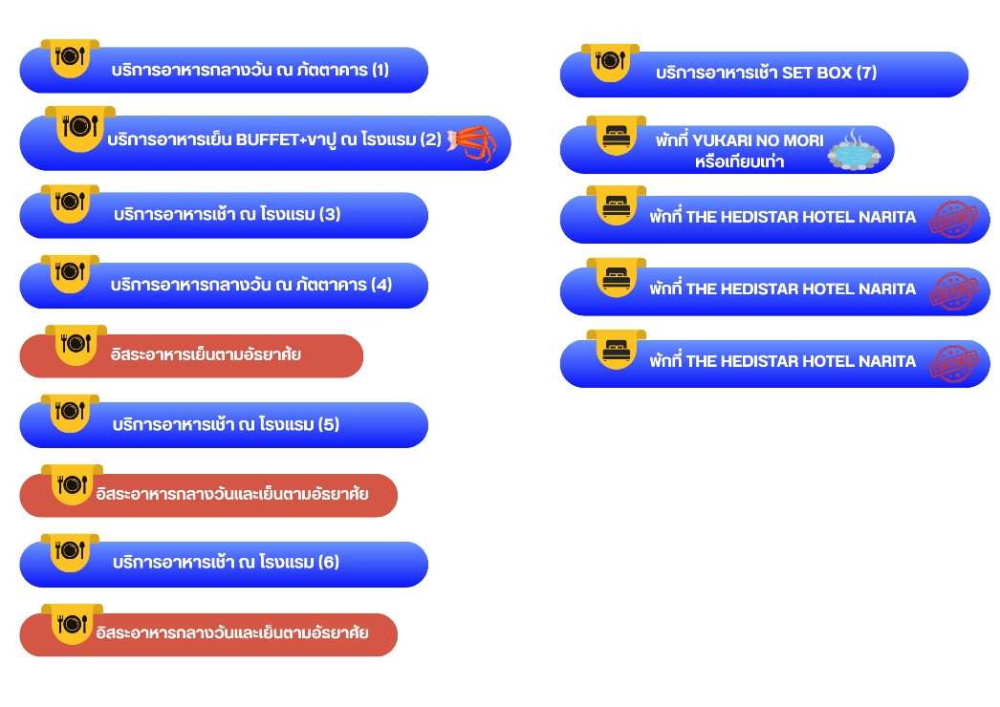 บริการอาหารกลางวัน ณ ภัตตาคาร (1)
บริการอาหารเย็น BUFFET+ขาปู ณ โรงแรม (2)
บริการอาหารเช้า ณ โรงแรม (3)
บริการอาหารกลางวัน ณ ภัตตาคาร (4)
อิสระอาหารเย็นตามอัธยาศัย
บริการอาหารเช้า ณ โรงแรม (5)
อิสระอาหารกลางวันและเย็นตามอัธยาศัย
บริการอาหารเช้า ณ โรงแรม (6)
อิสระอาหารกลางวันและเย็นตามอัธยาศัย
บริการอาหารเช้า SET BOX (7)
พักที่ YUKARI NO MORI
หรือเทียบเท่า
พักที่ THE HEDISTAR HOTEL NARITA
พักที่ THE HEDISTAR HOTEL NARITA
พักที่ THE HEDISTAR HOTEL NARITA